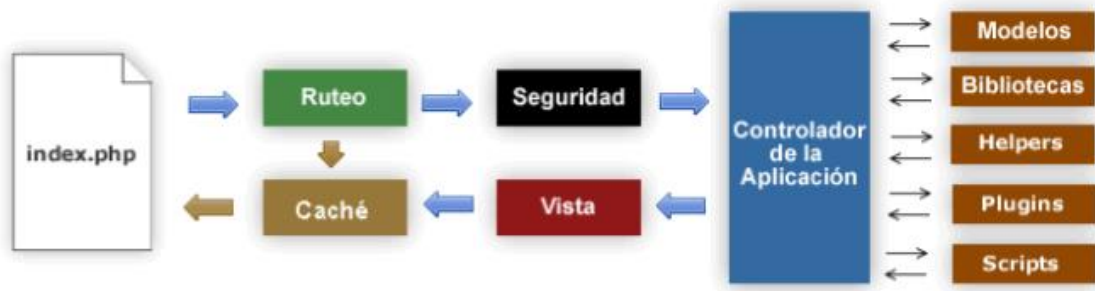 index.php
Ruteo
Seguridad
Caché
Vista
Controlador
de la
Aplicación
Modelos
Bibliotecas
Helpers
Plugins
Scripts